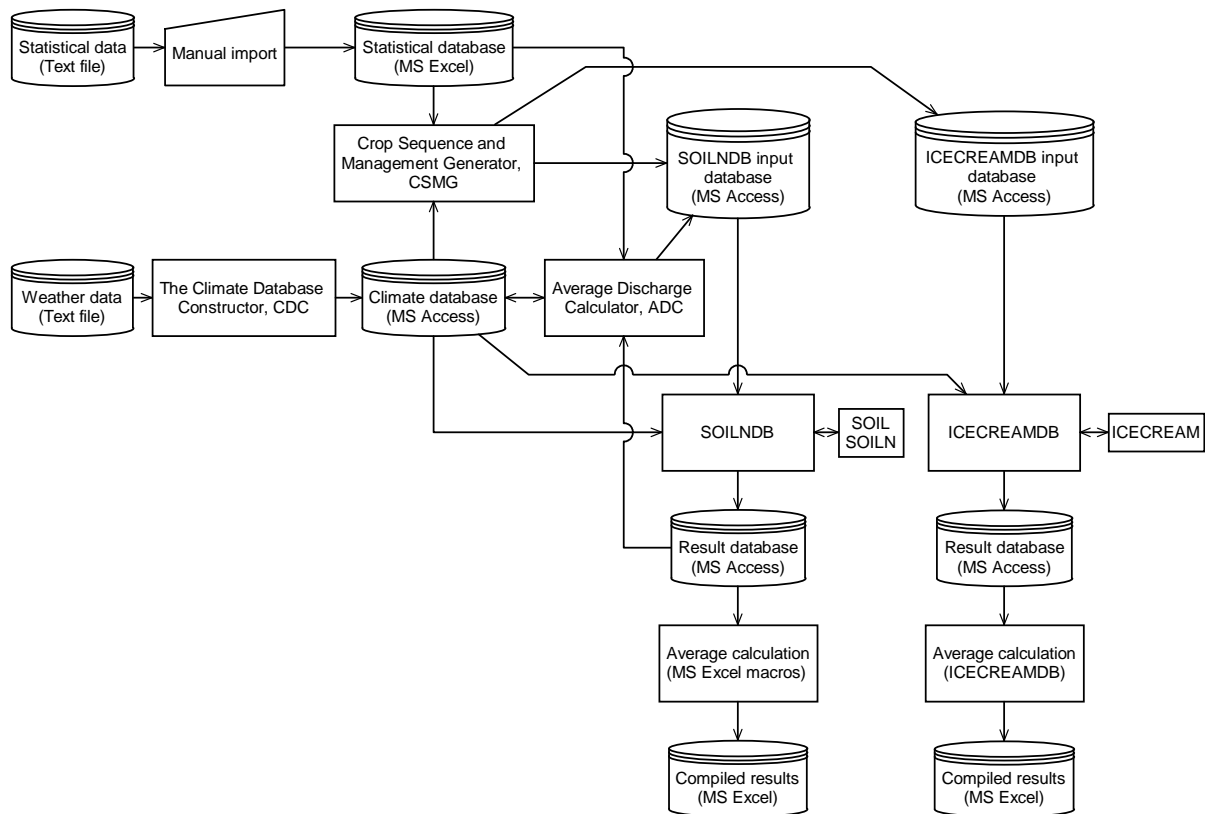 Statistical data
(Text file)
Manual import
Statistical database
(MS Excel)
Crop Sequence and
Management Generator,
CSMG
SOILNDB input
database
(MS Access)
ICECREAMDB input
database
(MS Access)
Weather data
(Text file)
The Climate Database
Constructor, CDC
Climate database
(MS Access)
Average Discharge
Calculator, ADC
SOILNDB
SOIL
SOILN
ICECREAMDB
ICECREAM
Result database
(MS Access)
Result database
(MS Access)
Average calculation
(MS Excel macros)
Average calculation
(ICECREAMDB)
Compiled results
(MS Excel)
Compiled results
(MS Excel)